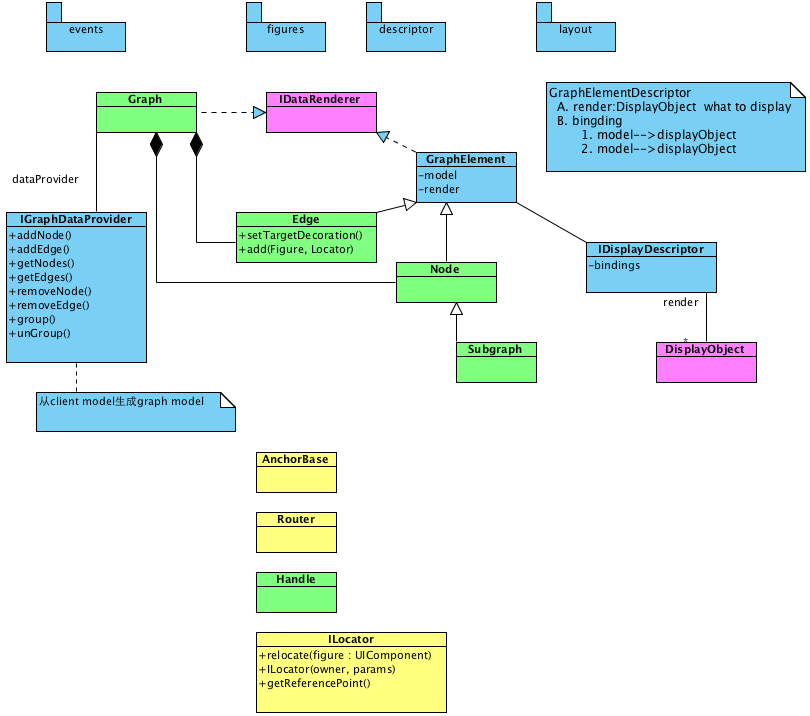 events
figures
descriptor
layout
Graph
IDataRenderer
GraphElementDescriptor
A. render:DisplayObject what to display
B. bingding
1. model-->displayObject
2. model-->displayObject
GraphElement
-model
-render
dataProvider
IGraphDataProvider
+addNode()
+addEdge()
+getNodes()
+getEdges()
+removeNode()
+removeEdge()
+group()
+unGroup()
Edge
+setTargetDecoration()
+add(Figure, Locator)
IDisplayDescriptor
-bindings
Node
render
*
Subgraph
DisplayObject
从client model生成graph model
AnchorBase
Router
Handle
ILocator
+relocate(figure : UIComponent)
+ILocator(owner, params)
+getReferencePoint()